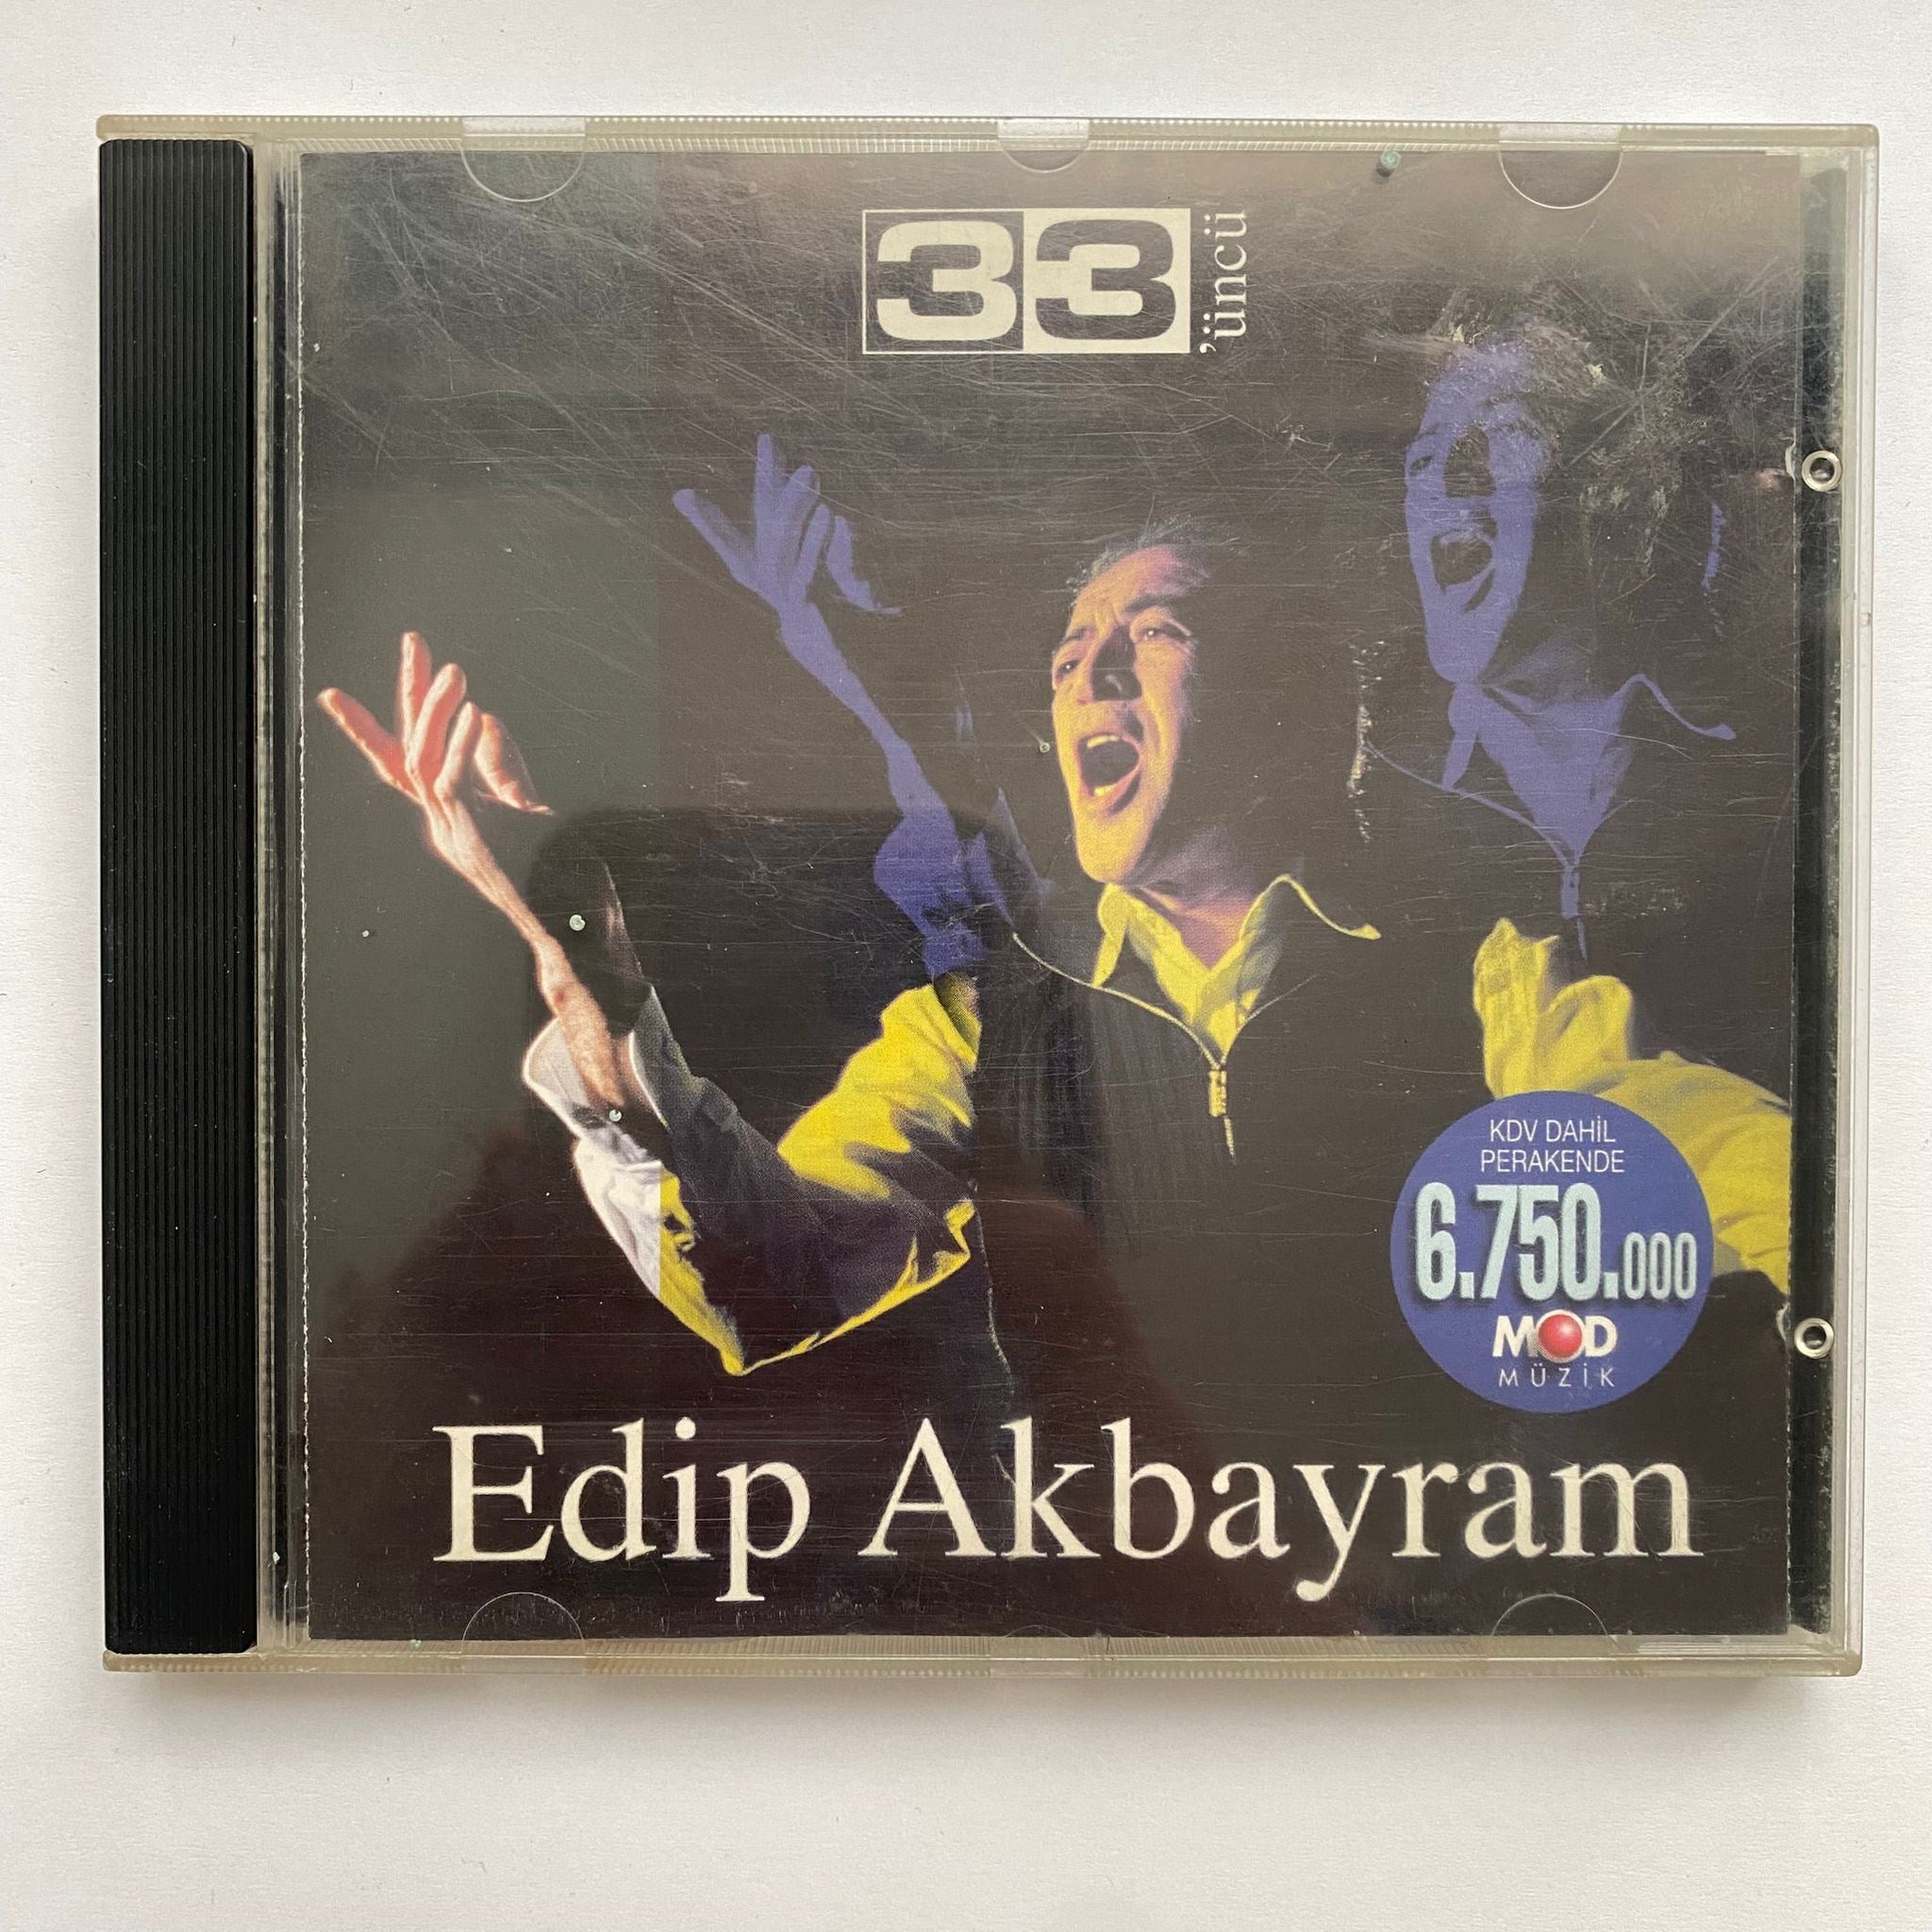 33'üncü
KDV DAHİL
PERAKENDE
6.750.000
MOD
MÜZİK
Edip Akbayram